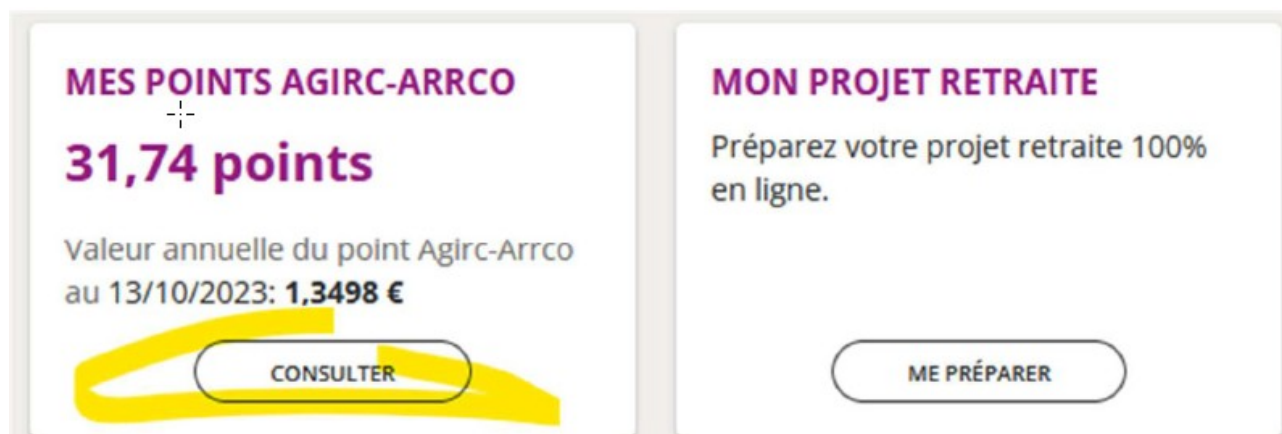 MES POINTS AGIRC-ARRCO
31,74 points
Valeur annuelle du point Agirc-Arrco
au 13/10/2023: 1,3498 €
CONSULTER
MON PROJET RETRAITE
Préparez votre projet retraite 100%
en ligne.
ME PRÉPARER